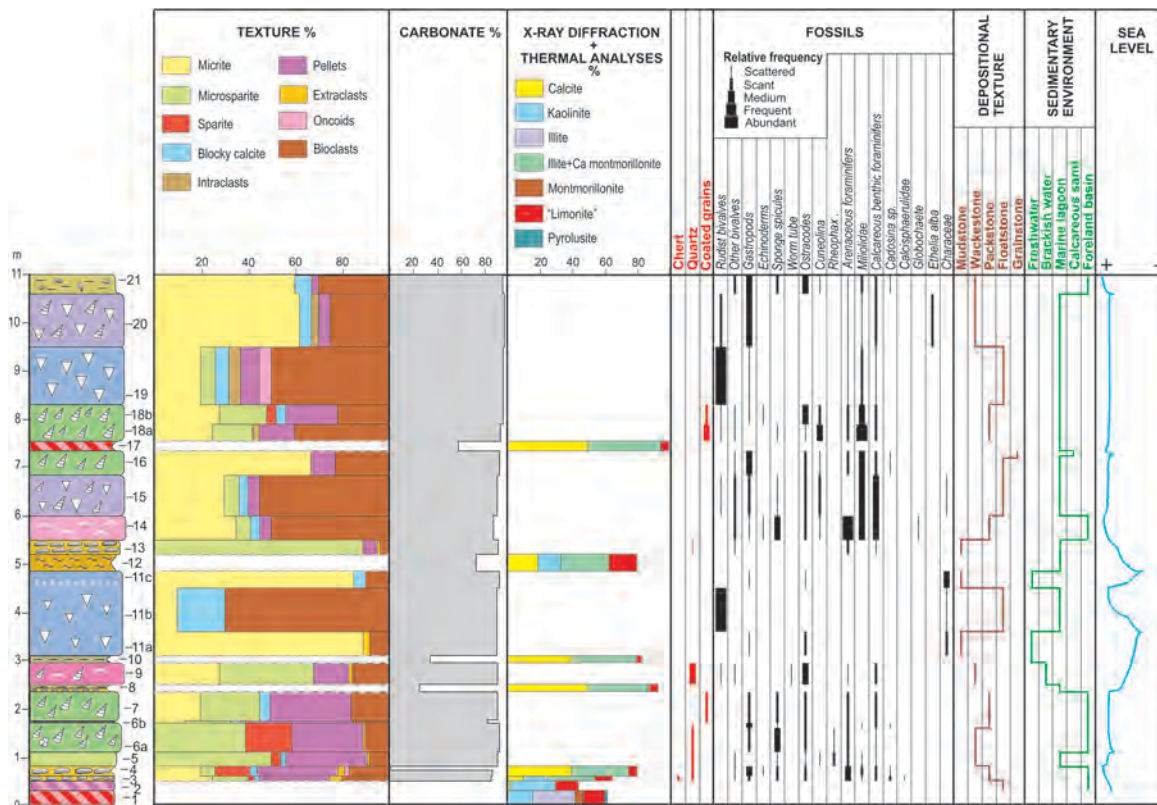 TEXTURE %
Micrite
Microsparite
Sparite
Blocky calcite
Intraclasts
Pellets
Extraclasts
Oncoids
Bioclasts
CARBONATE %
X-RAY DIFFRACTION
+
THERMAL ANALYSES
%
Calcite
Kaolinite
Illite
Illite+Ca montmorillonite
Montmorillonite
"Limonite"
Pyrolusite
FOSSILS
Relative frequency
Scattered
Scant
Medium
Frequent
Abundant
DEPOSITIONAL
TEXTURE
SEDIMENTARY
ENVIRONMENT
SEA
LEVEL
Chert
Quartz
Coated grains
Rudist bivalves
Other bivalves
Gastropods
Echinoderms
Sponge spicules
Worm tube
Ostracodes
Cuneolina
Rheophax .
Arenaceous foraminifers
Miliolidae
Calcareous benthic foraminifers
Cadosina sp.
Calcisphaerulidae
Globochaete
Ethelia alba
Characeae
Mudstone
Wackestone
Packstone
Floatstone
Grainstone
Freshwater
Brackish water
Marine lagoon
Calcareous sand
Foreland basin
+ -
m
20 40 60 80
20 40 60 80
20 40 60 80
11
10
9
8
7
6
5
4
3
2
1
0
21
20
19
18b
18a
17
16
15
14
13
12
11c
11b
11a
10
9
8
7
6b
6a
5
4
3
2
1